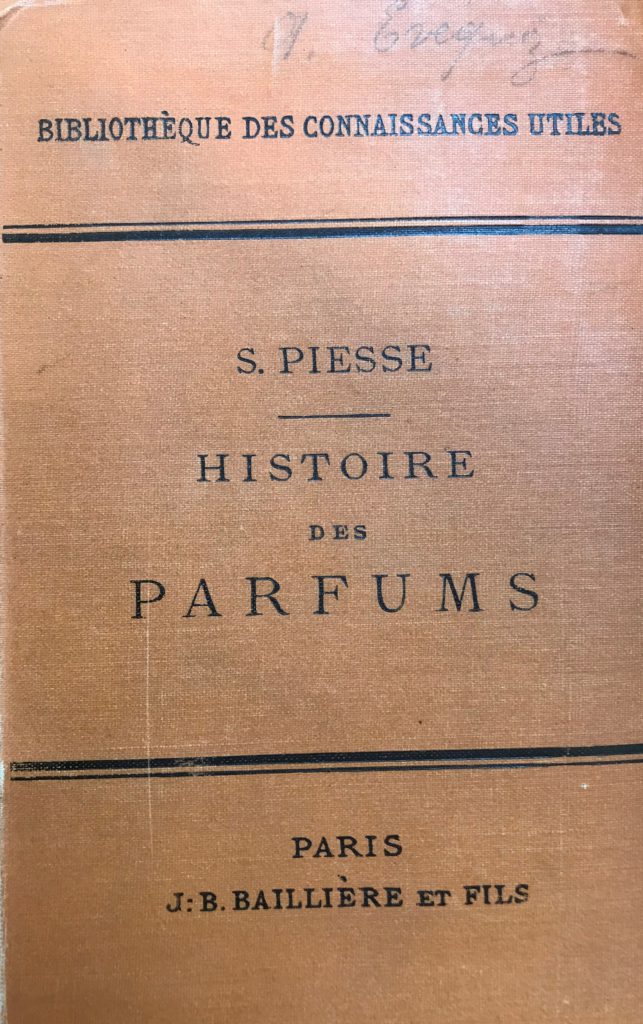 BIBLIOTHÈQUE DES CONNAISSANCES UTILES
S. PIESSE
HISTOIRE
DES
PARFUMS
PARIS
J:B. BAILLIÈRE ET FILS